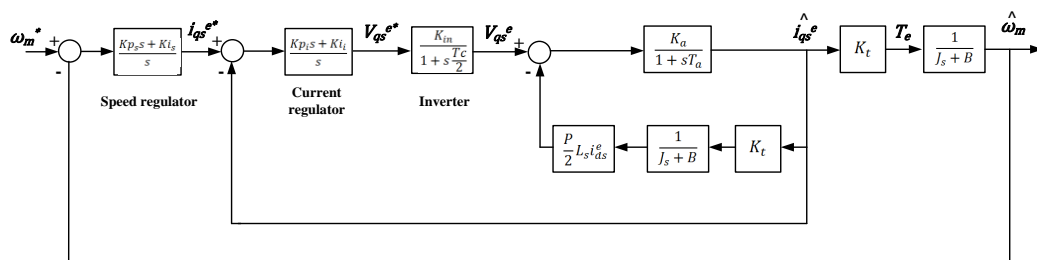 ωm* + - Kp_s s + Ki_s / s i_qs^e* + - Kp_i s + Ki_i / s V_qs^e* K_in / 1 + s Tc/2 V_qs^e + - K_a / 1 + sT_a î_qs^e K_t T_e 1 / J_s + B ω̂_m
Speed regulator
Current
regulator
Inverter
P/2 L_s i_ds^e 1 / J_s + B K_t